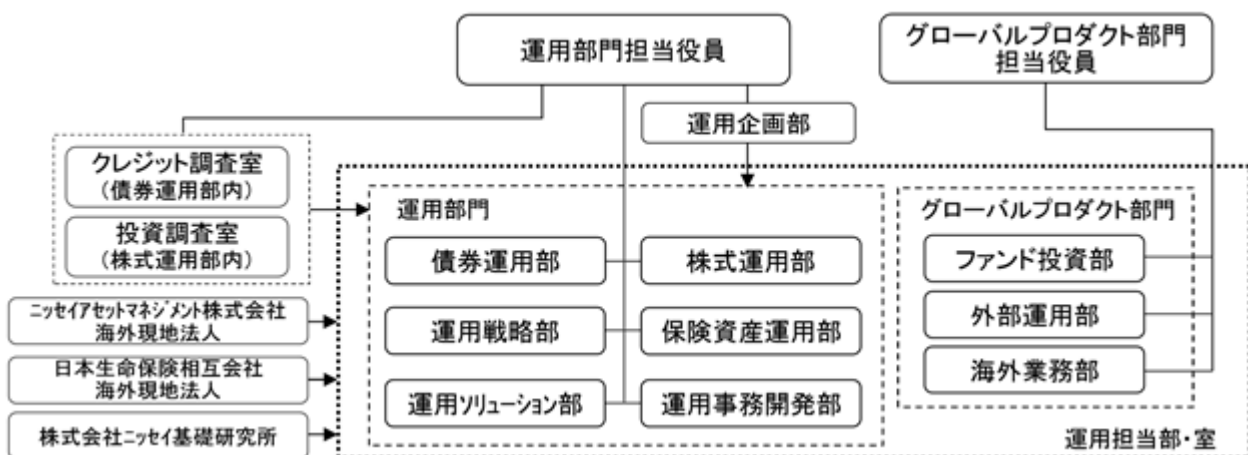 運用部門担当役員
グローバルプロダクト部門
担当役員
運用企画部
クレジット調査室
(債券運用部内)
投資調査室
(株式運用部内)
ニッセイアセットマネジメント株式会社
海外現地法人
日本生命保険相互会社
海外現地法人
株式会社ニッセイ基礎研究所
運用部門
債券運用部
株式運用部
運用戦略部
保険資産運用部
運用ソリューション部
運用事務開発部
グローバルプロダクト部門
ファンド投資部
外部運用部
海外業務部
運用担当部・室